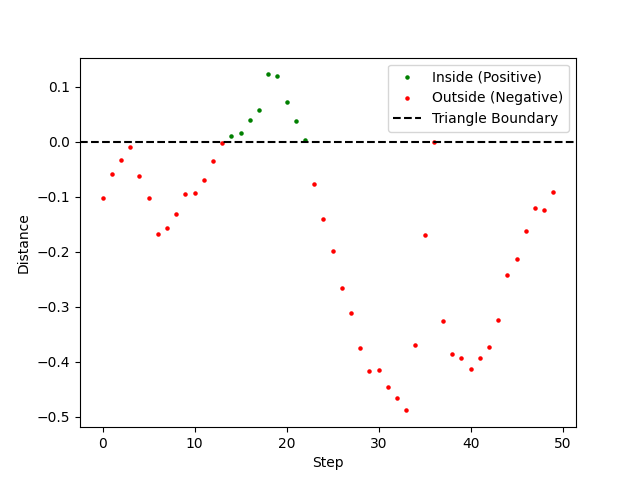 Inside (Positive)
Outside (Negative)
Triangle Boundary
Distance
0.1
0.0
−0.1
−0.2
−0.3
−0.4
−0.5
0 10 20 30 40 50
Step